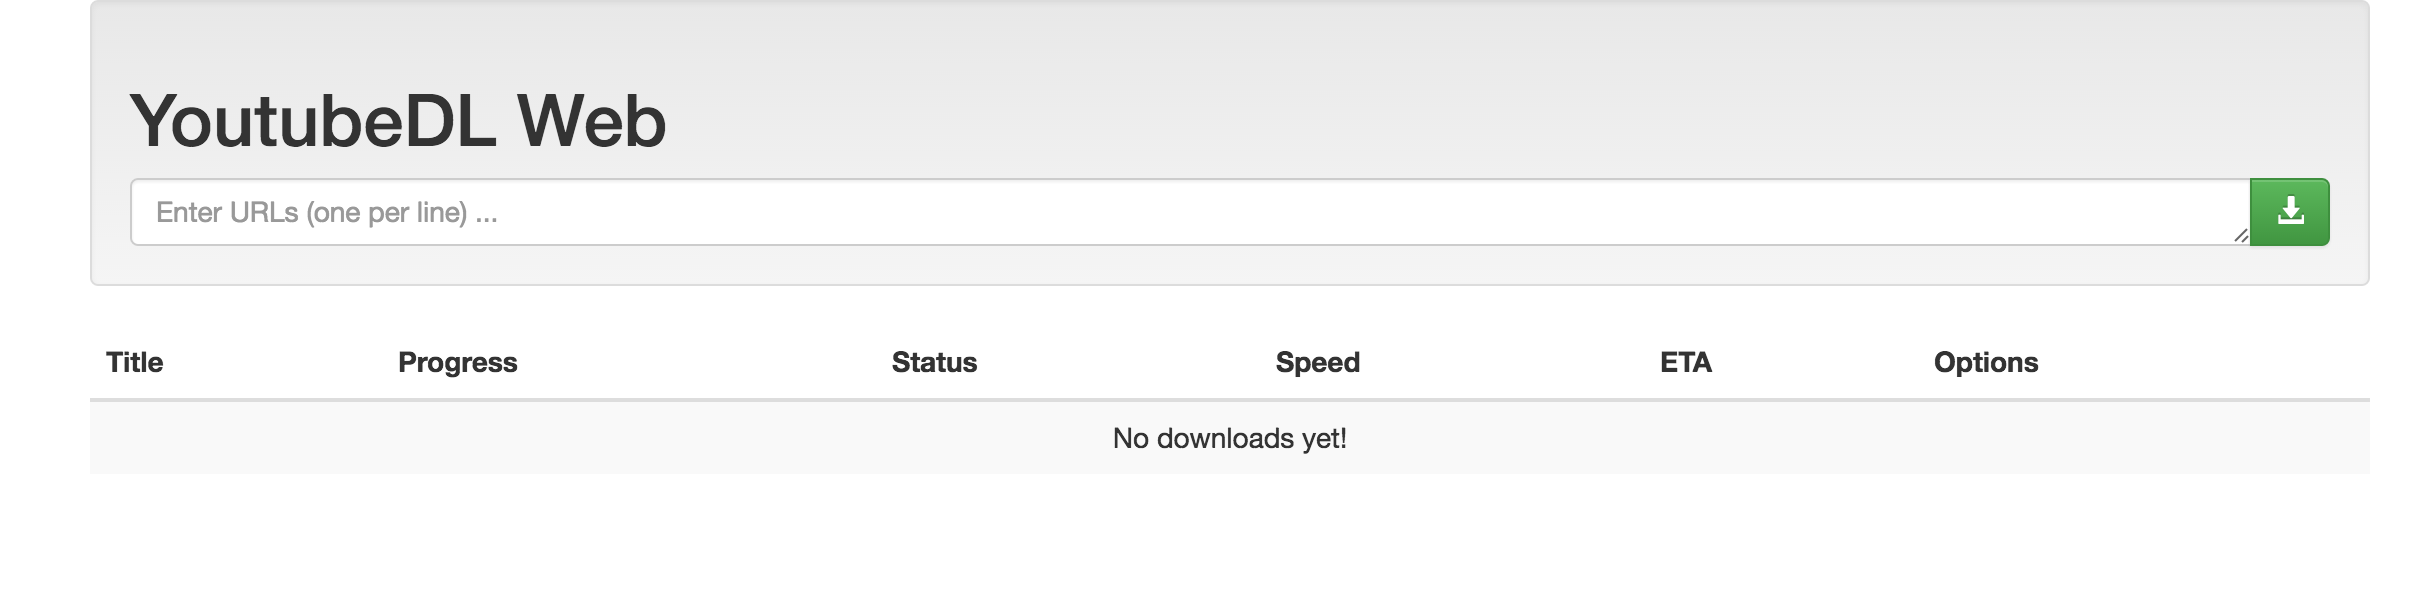 YoutubeDL Web
Enter URLs (one per line) ...
Title Progress Status Speed ETA Options
No downloads yet!